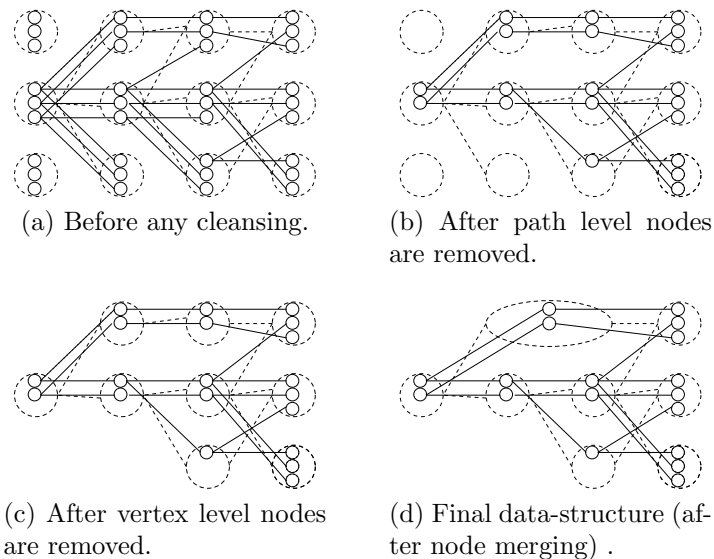 (a) Before any cleansing.
(b) After path level nodes
are removed.
(c) After vertex level nodes
are removed.
(d) Final data-structure (af-
ter node merging) .